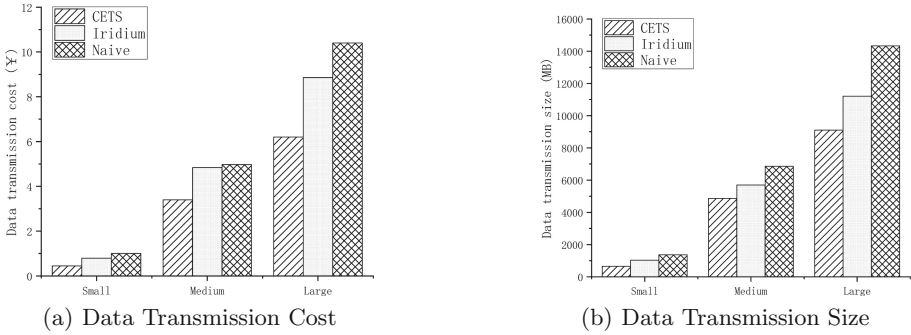 12
10
8
6
4
2
0
Data transmission cost (¥)
CETS
Iridium
Naive
Small Medium Large
(a) Data Transmission Cost
16000
14000
12000
10000
8000
6000
4000
2000
0
Data transmission size (MB)
CETS
Iridium
Naive
Small Medium Large
(b) Data Transmission Size